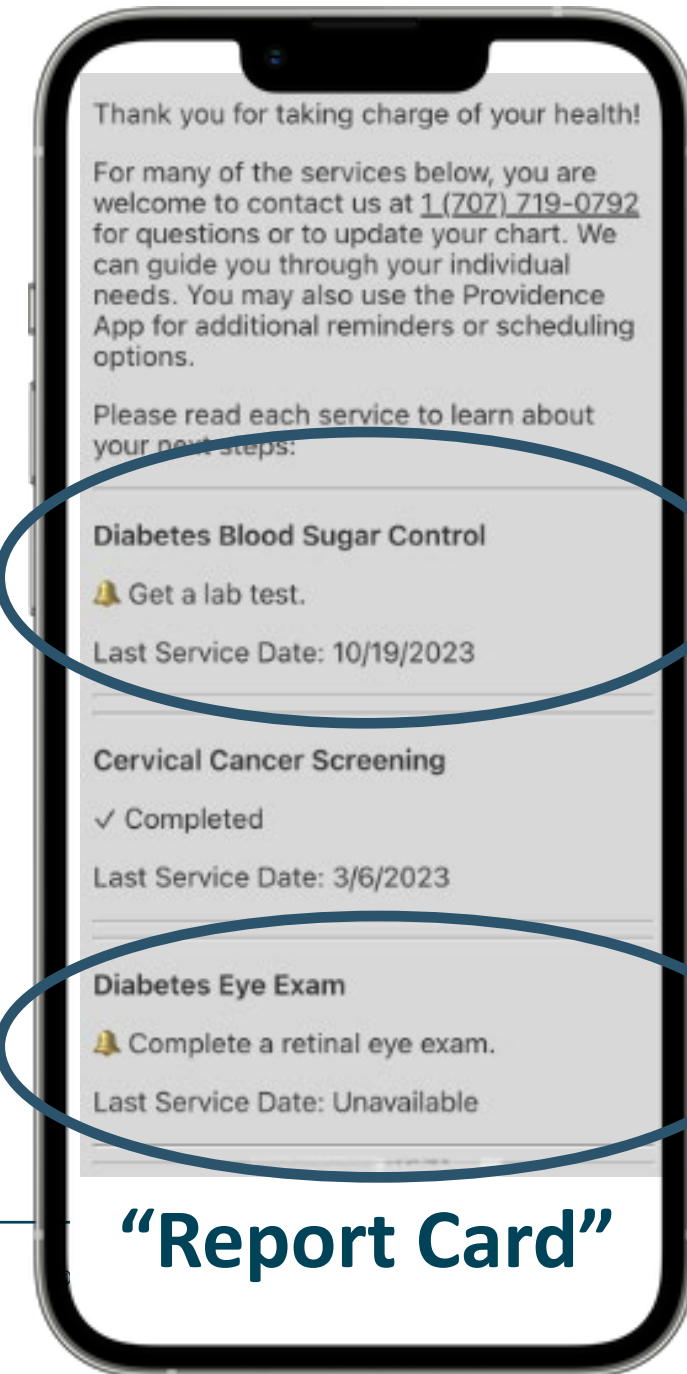 Thank you for taking charge of your health!
For many of the services below, you are
welcome to contact us at 1 (707) 719-0792
for questions or to update your chart. We
can guide you through your individual
needs. You may also use the Providence
App for additional reminders or scheduling
options.
Please read each service to learn about
your next steps:
Diabetes Blood Sugar Control
🔔 Get a lab test.
Last Service Date: 10/19/2023
Cervical Cancer Screening
✓ Completed
Last Service Date: 3/6/2023
Diabetes Eye Exam
🔔 Complete a retinal eye exam.
Last Service Date: Unavailable
“Report Card”